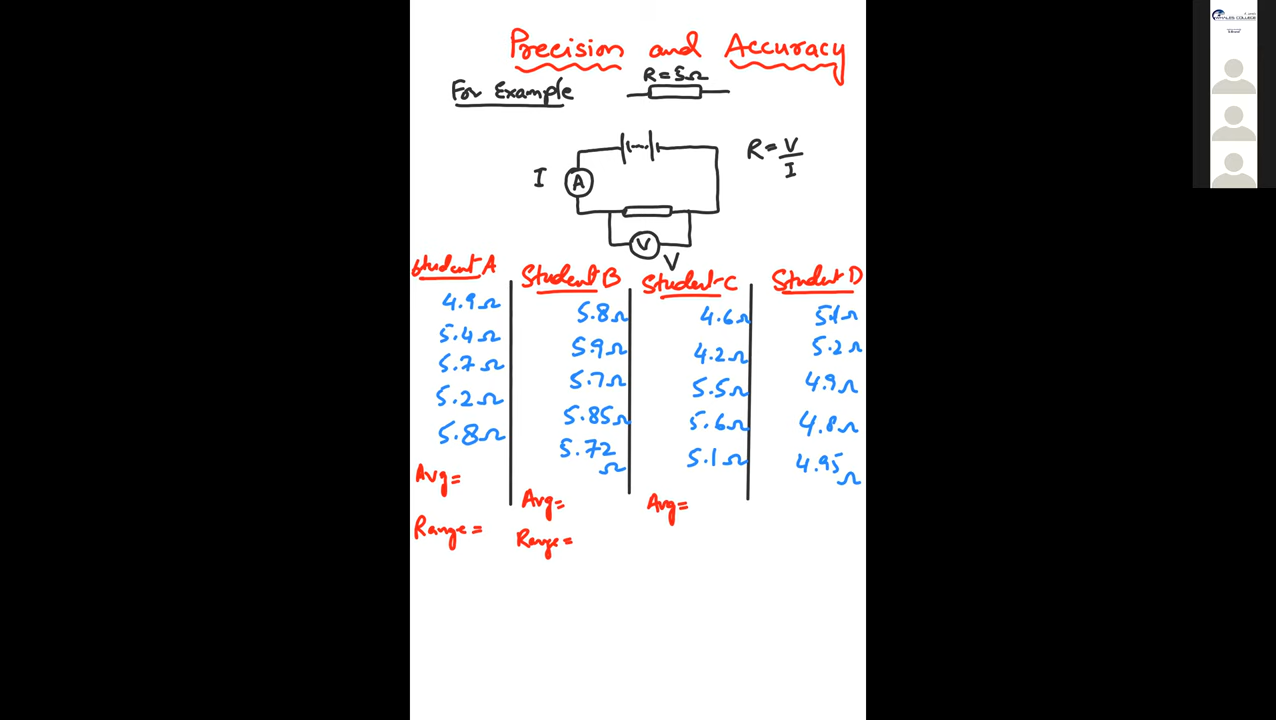 Precision and Accuracy
For Example
R = 5Ω
R = V/I
I
A
V
V
Student A
4.9Ω
5.4Ω
5.7Ω
5.2Ω
5.8Ω
Avg=
Range=
Student B
5.8Ω
5.9Ω
5.7Ω
5.85Ω
5.72
Ω
Avg=
Range=
Student C
4.6Ω
4.2Ω
5.5Ω
5.6Ω
5.1Ω
Avg=
Student D
5.1Ω
5.2Ω
4.9Ω
4.8Ω
4.95
Ω